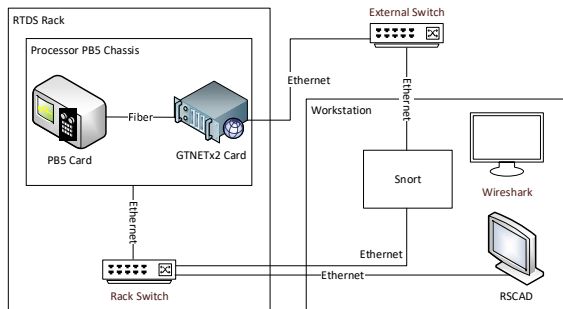 External Switch
RTDS Rack
Processor PB5 Chassis
Ethernet
Ethernet
Workstation
Fiber
PB5 Card
GTNETx2 Card
Snort
Wireshark
Ethernet
Ethernet
Ethernet
Rack Switch
RSCAD